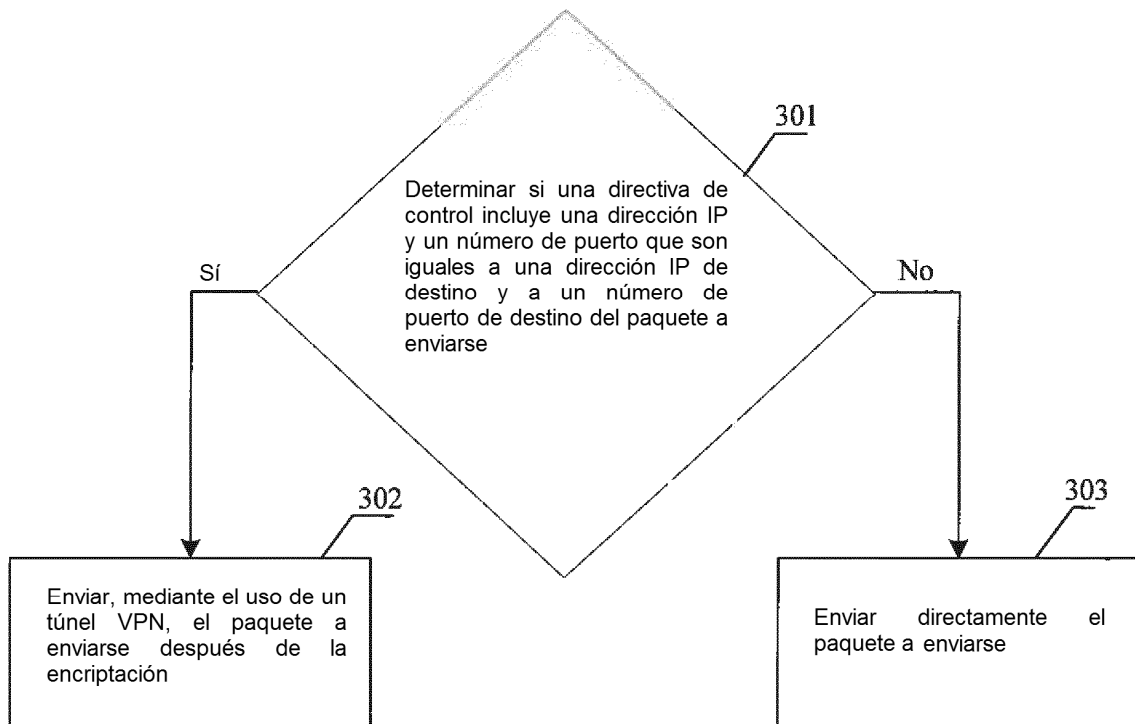 301
Determinar si una directiva de
control incluye una dirección IP
y un número de puerto que son
iguales a una dirección IP de
destino y a un número de
puerto de destino del paquete a
enviarse
Sí
No
302
Enviar, mediante el uso de un
túnel VPN, el paquete a
enviarse después de la
encriptación
303
Enviar directamente el
paquete a enviarse